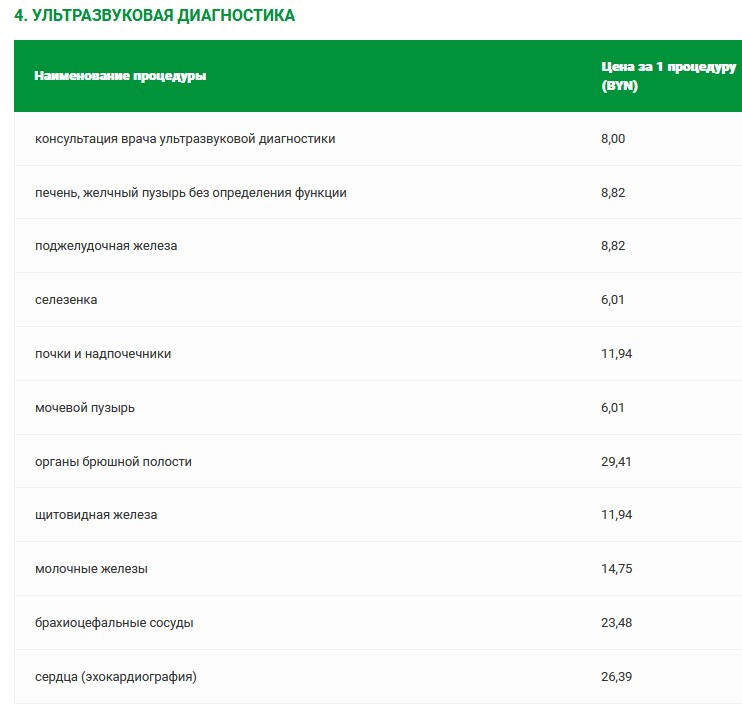 4. УЛЬТРАЗВУКОВАЯ ДИАГНОСТИКА
Наименование процедуры
Цена за 1 процедуру
(BYN)
консультация врача ультразвуковой диагностики 8,00
печень, желчный пузырь без определения функции 8,82
поджелудочная железа 8,82
селезенка 6,01
почки и надпочечники 11,94
мочевой пузырь 6,01
органы брюшной полости 29,41
щитовидная железа 11,94
молочные железы 14,75
брахиоцефальные сосуды 23,48
сердца (эхокардиография) 26,39